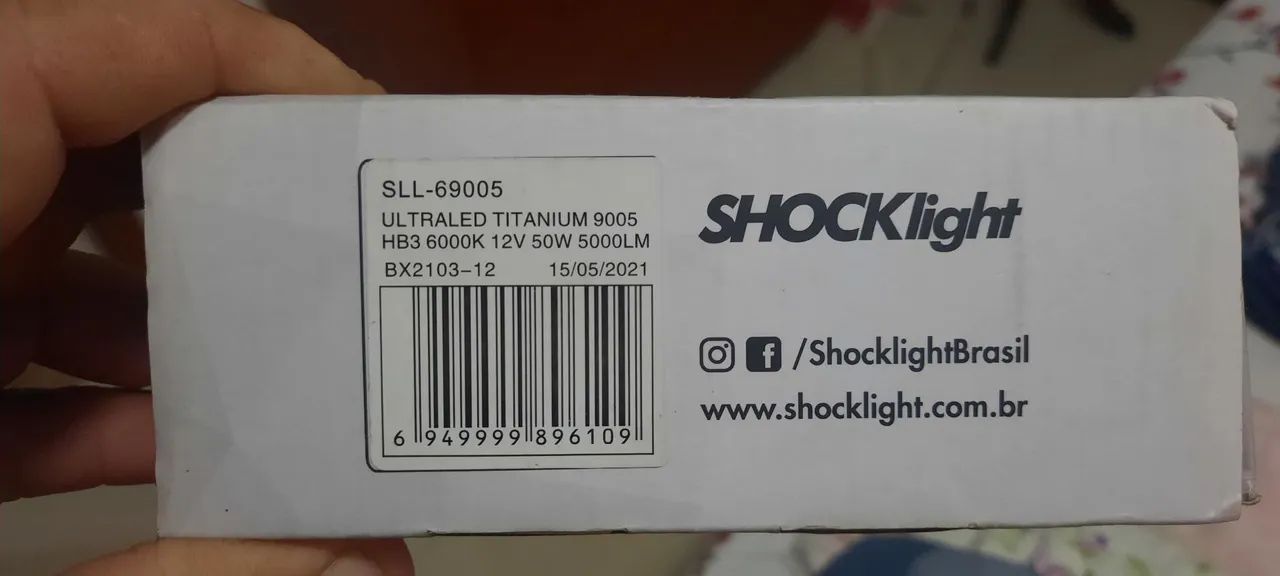 SLL-69005
ULTRALED TITANIUM 9005
HB3 6000K 12V 50W 5000LM
BX2103-12 15/05/2021
6 949999 896109
SHOCKlight
/ShocklightBrasil
www.shocklight.com.br